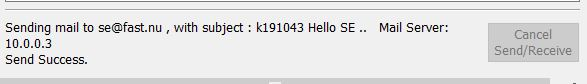 Sending mail to se@fast.nu , with subject : k191043 Hello SE ..   Mail Server:
10.0.0.3
Send Success.
Cancel
Send/Receive